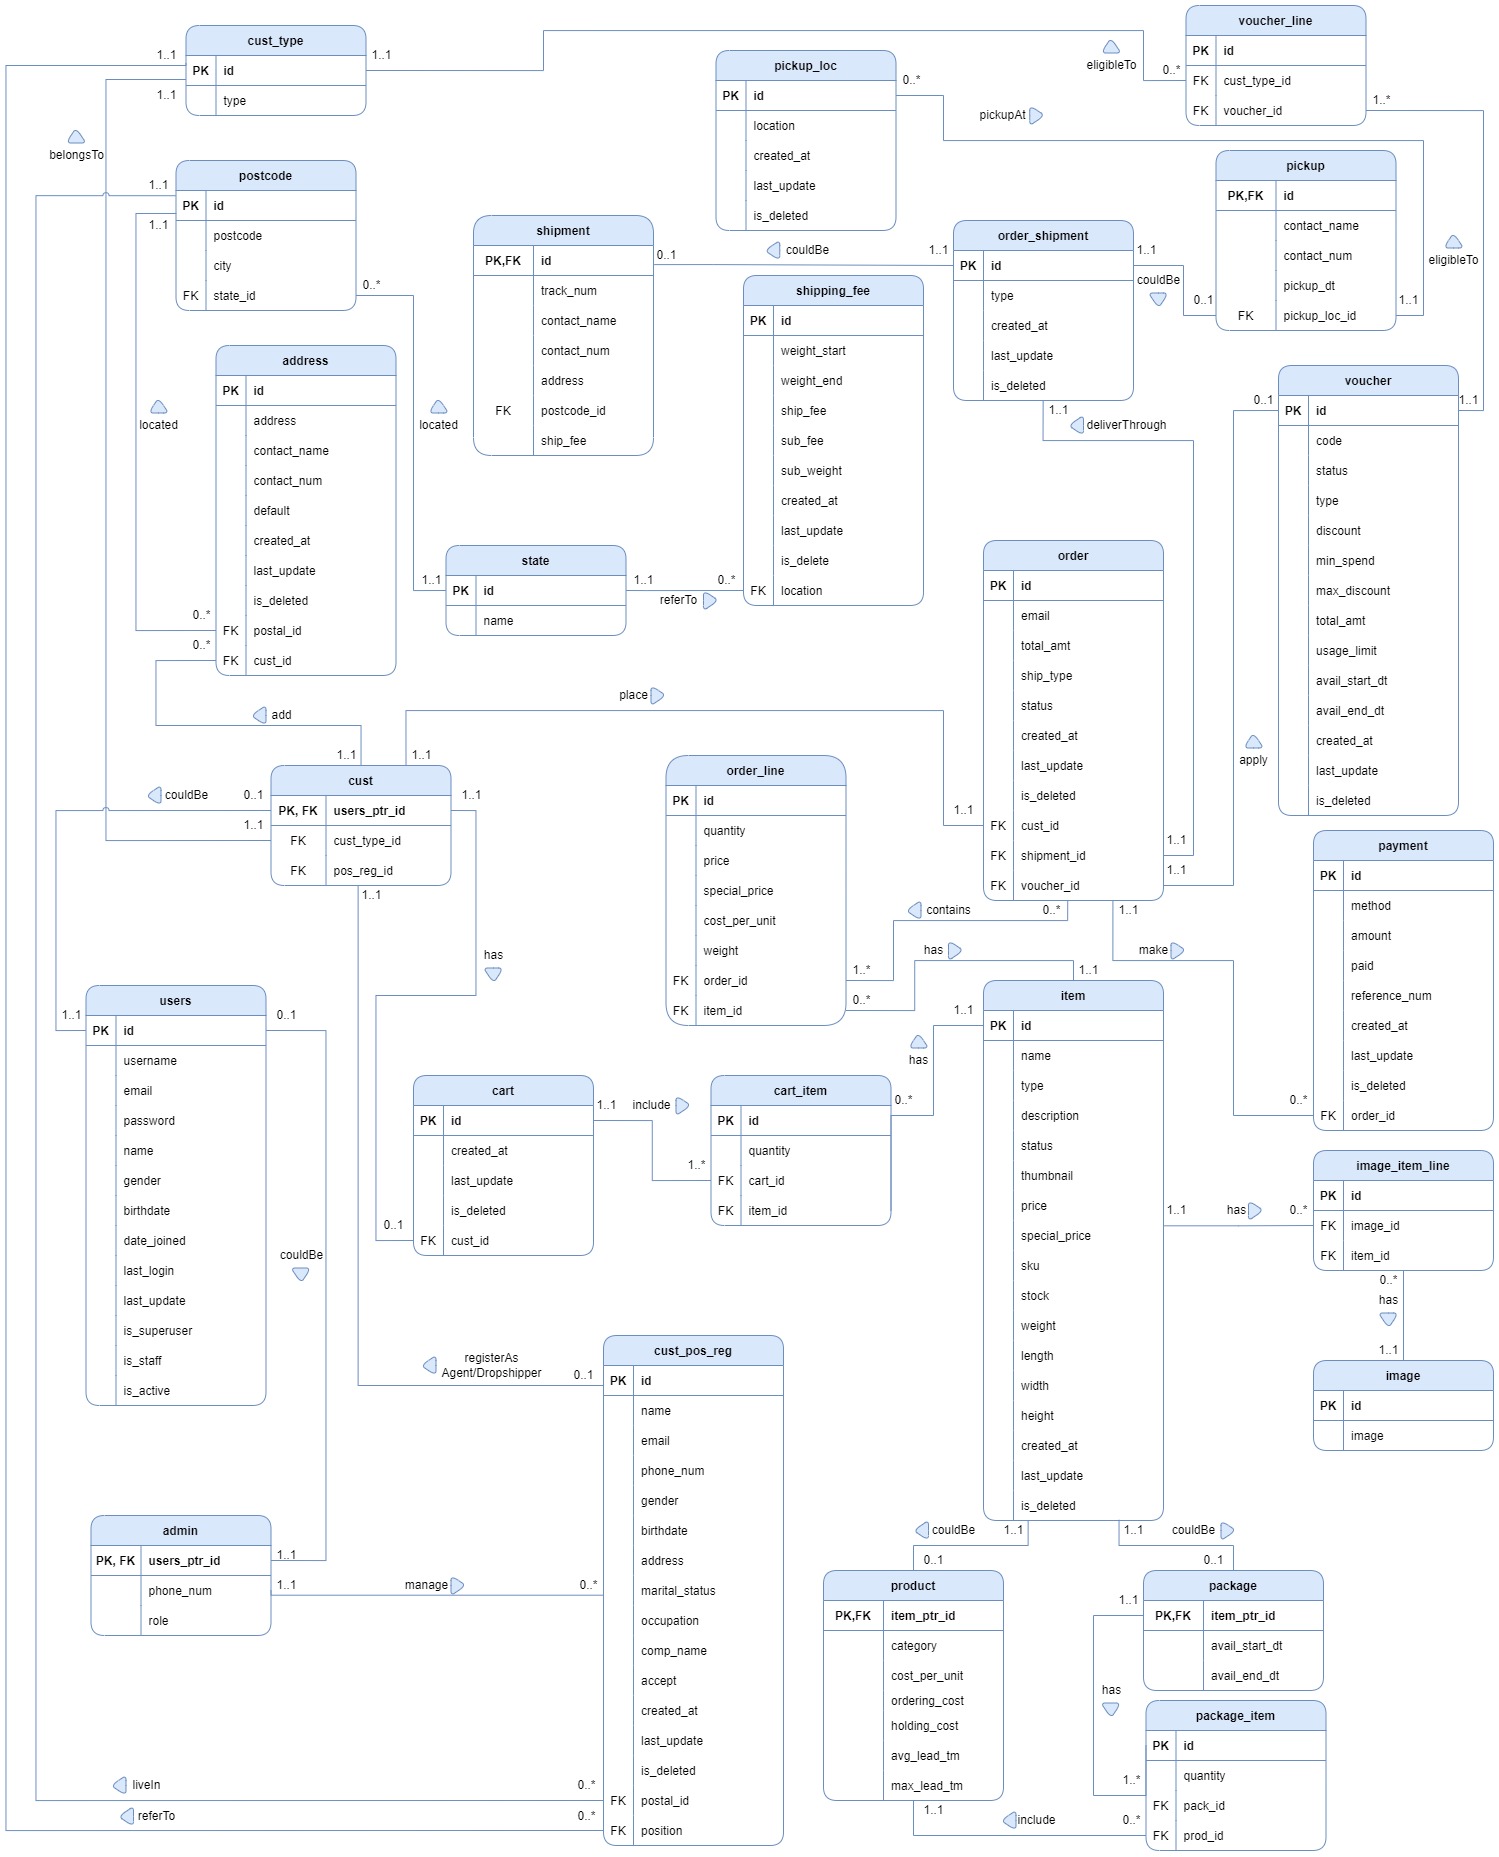 cust_type
PK id
type
1..1
1..1
1..1
belongsTo
voucher_line
PK id
FK cust_type_id
FK voucher_id
eligibleTo
0..*
1..*
pickup_loc
PK id
location
created_at
last_update
is_deleted
0..*
pickupAt
postcode
PK id
postcode
city
FK state_id
1..1
1..1
0..*
pickup
PK,FK id
contact_name
contact_num
pickup_dt
FK pickup_loc_id
0..1
1..1
eligibleTo
shipment
PK,FK id
track_num
contact_name
contact_num
address
FK postcode_id
ship_fee
0..1
couldBe
1..1
order_shipment
PK id
type
created_at
last_update
is_deleted
1..1
couldBe
1..1
deliverThrough
shipping_fee
PK id
weight_start
weight_end
ship_fee
sub_fee
sub_weight
created_at
last_update
is_delete
FK location
0..*
address
PK id
address
contact_name
contact_num
default
created_at
last_update
is_deleted
FK postal_id
FK cust_id
located
0..*
0..*
located
add
voucher
PK id
code
status
type
discount
min_spend
max_discount
total_amt
usage_limit
avail_start_dt
avail_end_dt
created_at
last_update
is_deleted
0..1
1..1
apply
state
PK id
name
1..1
1..1
referTo
order
PK id
email
total_amt
ship_type
status
created_at
last_update
is_deleted
FK cust_id
FK shipment_id
FK voucher_id
1..1
1..1
1..1
0..*
1..1
place
cust
PK, FK users_ptr_id
FK cust_type_id
FK pos_reg_id
1..1
1..1
couldBe
0..1
1..1
1..1
1..1
has
order_line
PK id
quantity
price
special_price
cost_per_unit
weight
FK order_id
FK item_id
contains
1..*
0..*
has
make
payment
PK id
method
amount
paid
reference_num
created_at
last_update
is_deleted
FK order_id
0..*
users
PK id
username
email
password
name
gender
birthdate
date_joined
last_login
last_update
is_superuser
is_staff
is_active
1..1
0..1
couldBe
cart
PK id
created_at
last_update
is_deleted
FK cust_id
0..1
1..1
include
cart_item
PK id
quantity
FK cart_id
FK item_id
1..*
0..*
has
item
PK id
name
type
description
status
thumbnail
price
special_price
sku
stock
weight
length
width
height
created_at
last_update
is_deleted
1..1
1..1
1..1
has
0..*
image_item_line
PK id
FK image_id
FK item_id
0..*
has
1..1
image
PK id
image
cust_pos_reg
PK id
name
email
phone_num
gender
birthdate
address
marital_status
occupation
comp_name
accept
created_at
last_update
is_deleted
FK postal_id
FK position
registerAs
Agent/Dropshipper
0..1
admin
PK, FK users_ptr_id
phone_num
role
1..1
1..1
manage
0..*
liveIn
0..*
referTo
0..*
couldBe
1..1
0..1
1..1
couldBe
0..1
product
PK,FK item_ptr_id
category
cost_per_unit
ordering_cost
holding_cost
avg_lead_tm
max_lead_tm
1..1
include
package
PK,FK item_ptr_id
avail_start_dt
avail_end_dt
1..1
has
package_item
PK id
quantity
FK pack_id
FK prod_id
1..*
0..*